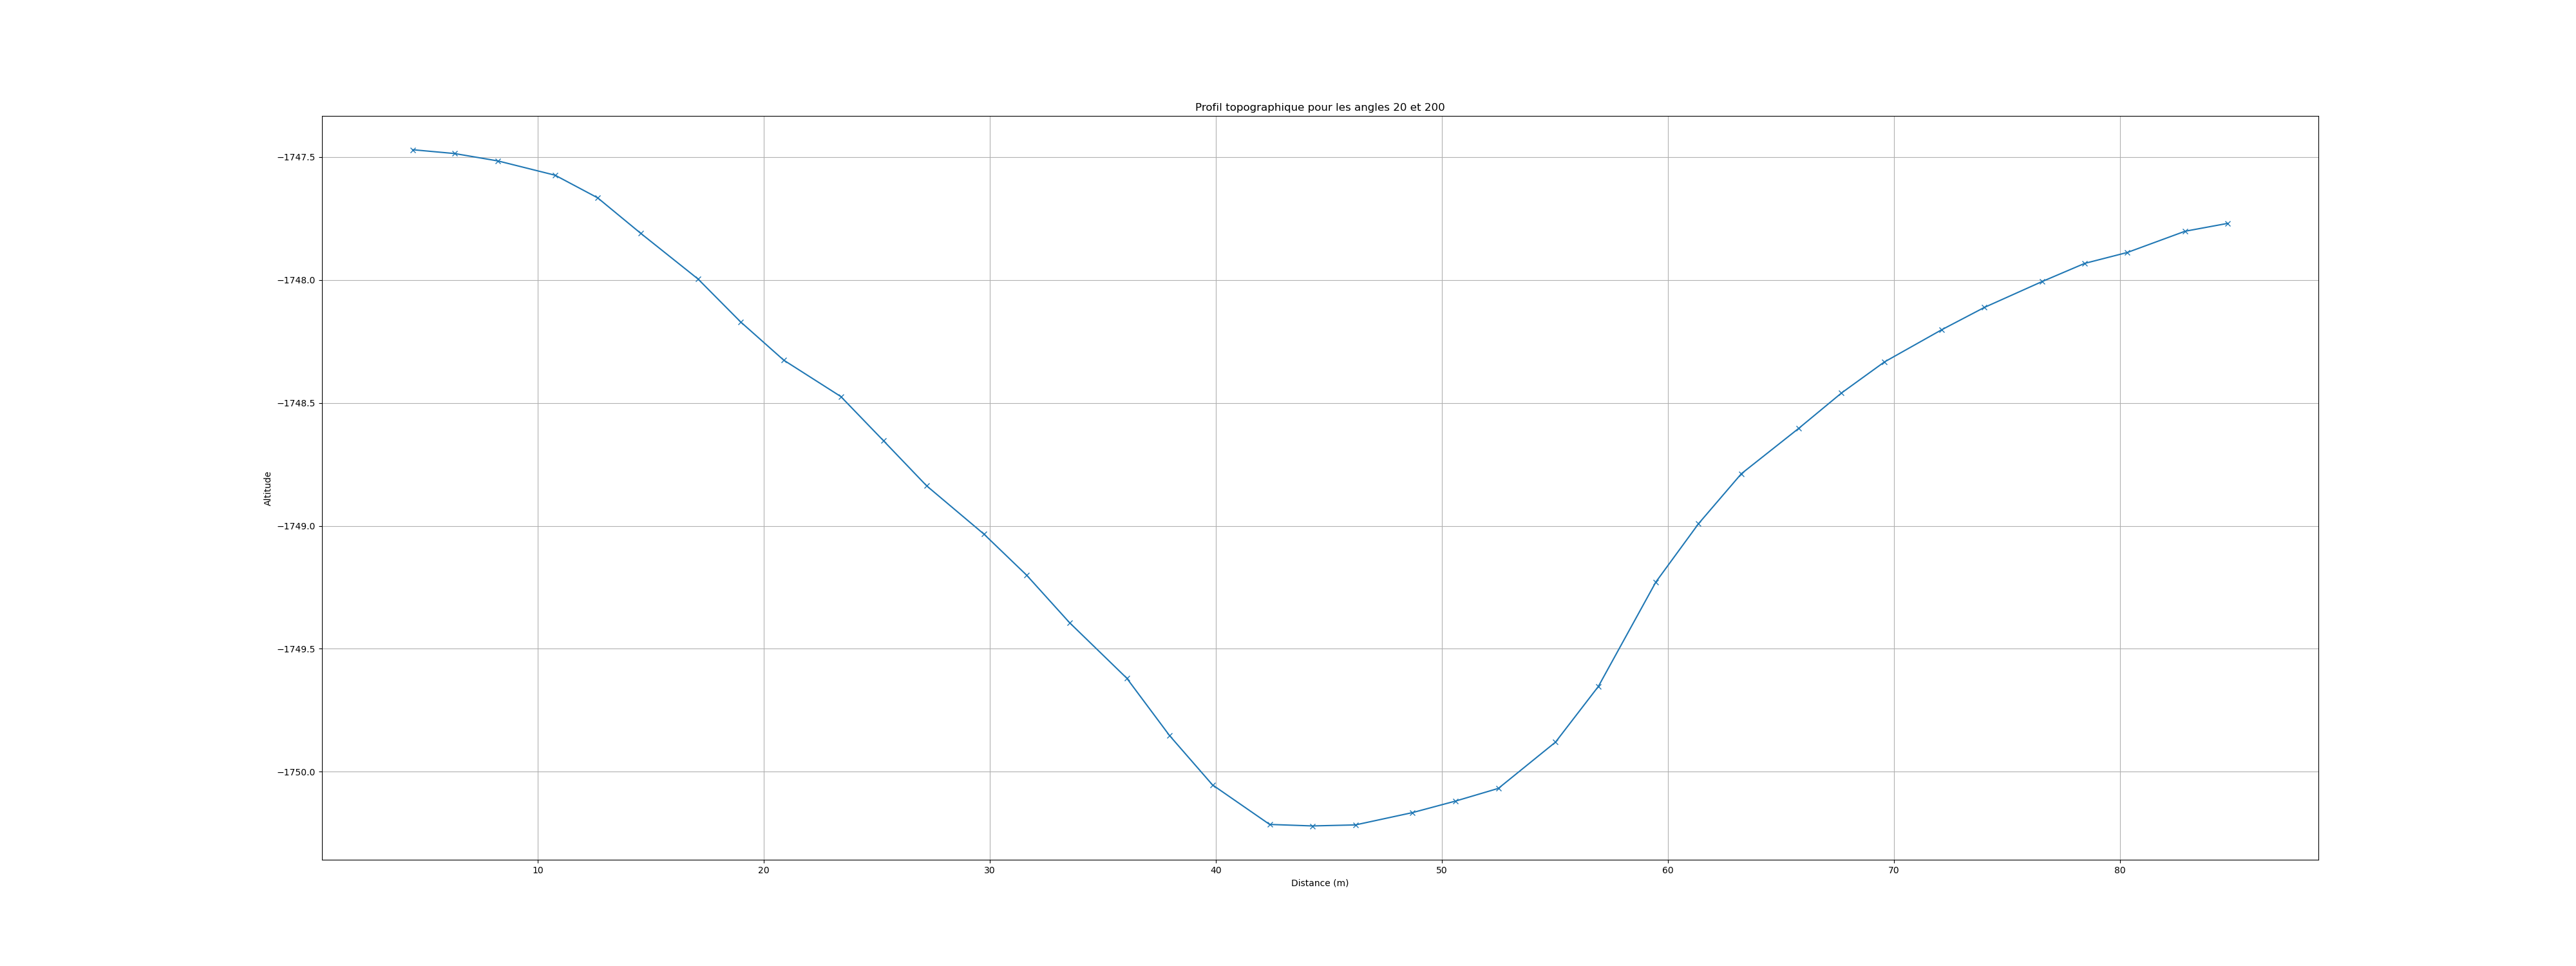 Profil topographique pour les angles 20 et 200
−1747.5
−1748.0
−1748.5
−1749.0
−1749.5
−1750.0
Altitude
10 20 30 40 50 60 70 80
Distance (m)